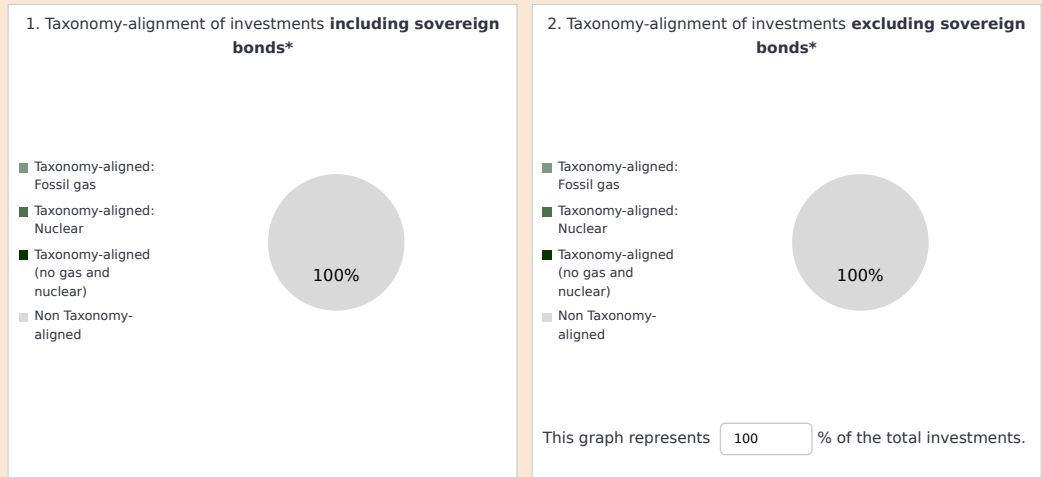 1. Taxonomy-alignment of investments including sovereign
bonds*
Taxonomy-aligned:
Fossil gas
Taxonomy-aligned:
Nuclear
Taxonomy-aligned
(no gas and
nuclear)
Non Taxonomy-
aligned
100%
2. Taxonomy-alignment of investments excluding sovereign
bonds*
Taxonomy-aligned:
Fossil gas
Taxonomy-aligned:
Nuclear
Taxonomy-aligned
(no gas and
nuclear)
Non Taxonomy-
aligned
100%
This graph represents 100 % of the total investments.